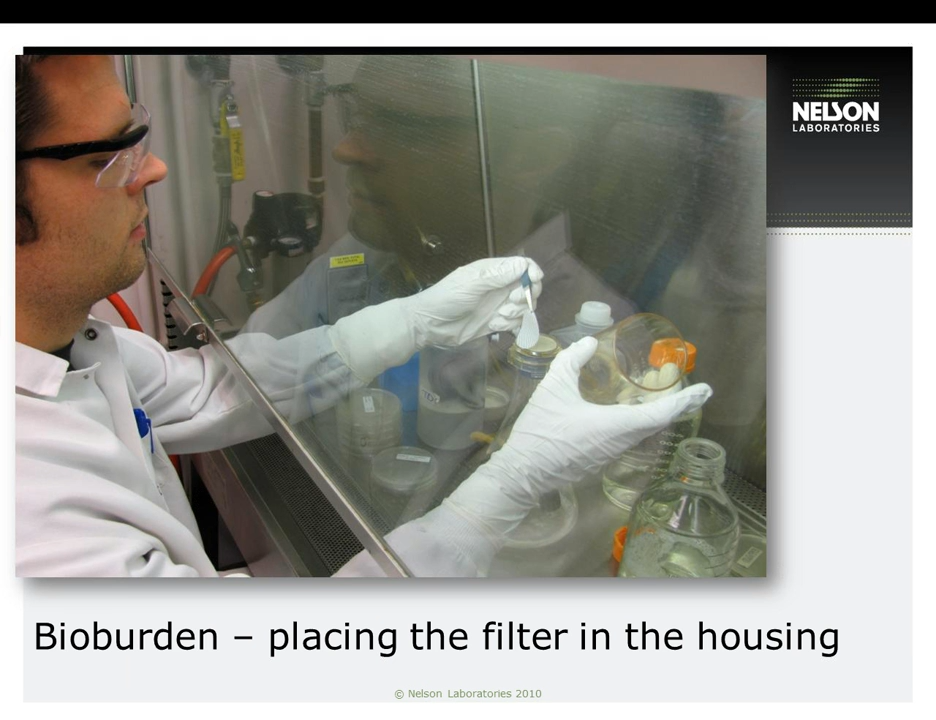 NELSON
LABORATORIES
Bioburden – placing the filter in the housing
© Nelson Laboratories 2010